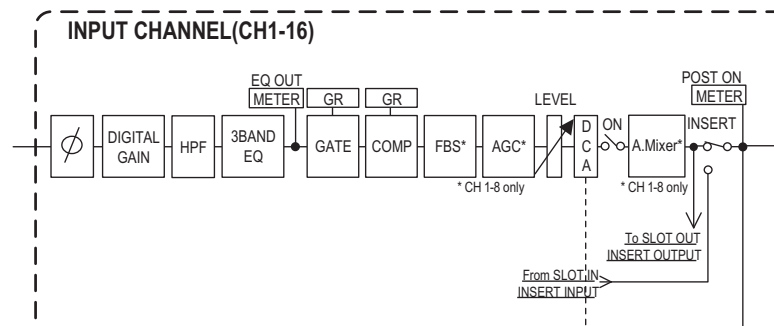 INPUT CHANNEL(CH1-16)
EQ OUT
METER
GR
GR
LEVEL
POST ON
METER
ϕ
DIGITAL
GAIN
HPF
3BAND
EQ
GATE
COMP
FBS*
AGC*
D
C
A
ON
A.Mixer*
INSERT
* CH 1-8 only
* CH 1-8 only
To SLOT OUT
INSERT OUTPUT
From SLOT IN
INSERT INPUT